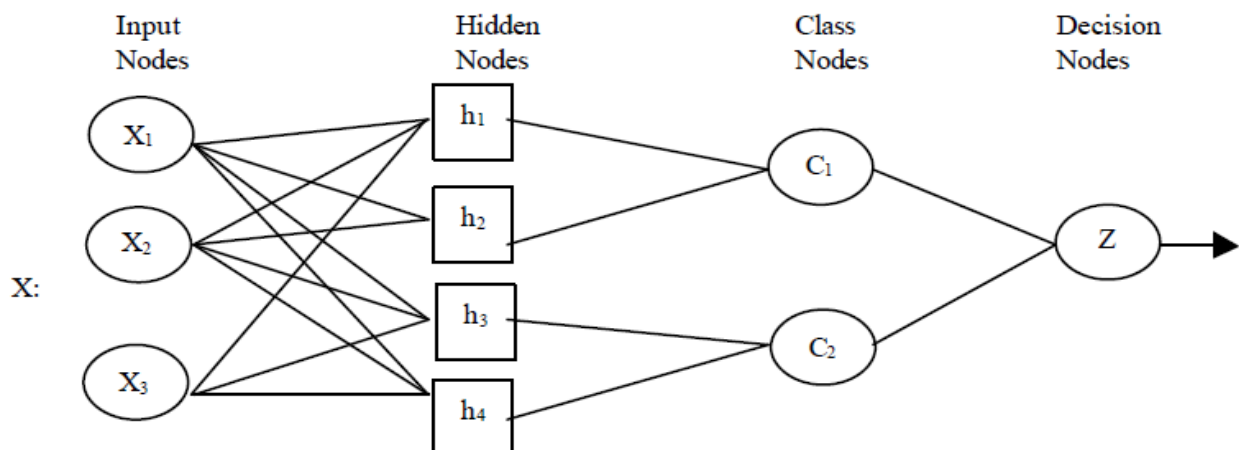 Input Nodes
Hidden Nodes
Class Nodes
Decision Nodes
X₁
h₁
C₁
h₂
X₂
Z
X:
h₃
C₂
X₃
h₄